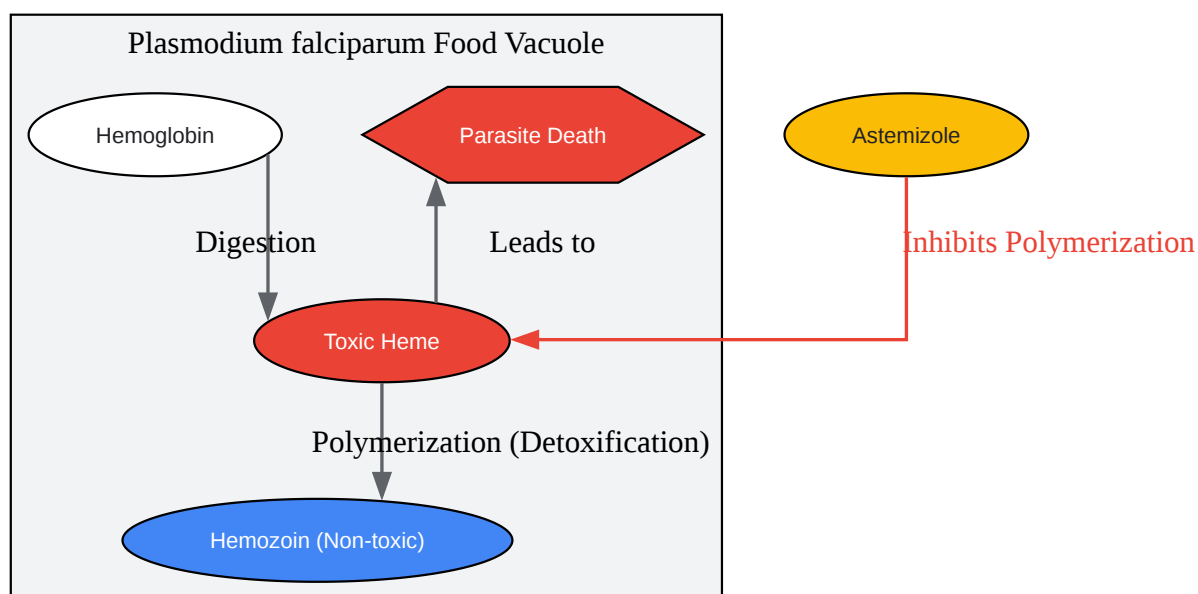 Plasmodium falciparum Food Vacuole
Hemoglobin
Parasite Death
Astemizole
Digestion
Leads to
Inhibits Polymerization
Toxic Heme
Polymerization (Detoxification)
Hemozoin (Non-toxic)